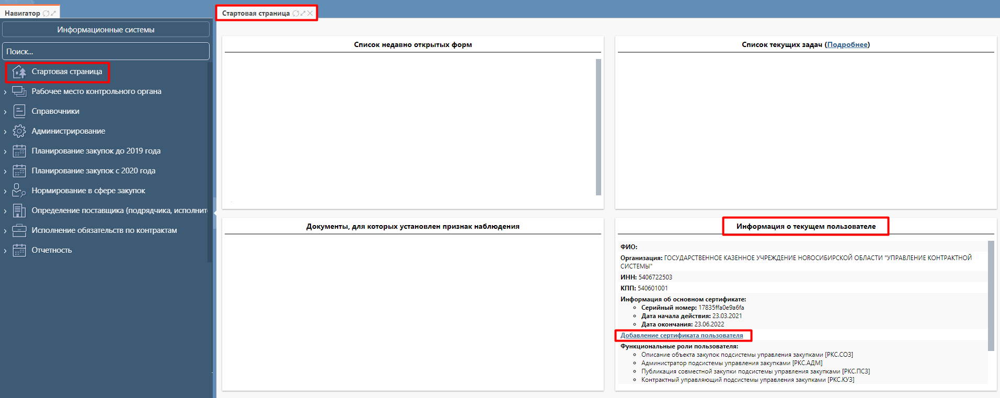 Навигатор
Информационные системы
Поиск...
Стартовая страница
Рабочее место контрольного органа
Справочники
Администрирование
Планирование закупок до 2019 года
Планирование закупок с 2020 года
Нормирование в сфере закупок
Определение поставщика (подрядчика, исполнит
Исполнение обязательств по контрактам
Отчетность
Стартовая страница
Список недавно открытых форм
Список текущих задач (Подробнее)
Документы, для которых установлен признак наблюдения
Информация о текущем пользователе
ФИО:
Организация: ГОСУДАРСТВЕННОЕ КАЗЕННОЕ УЧРЕЖДЕНИЕ НОВОСИБИРСКОЙ ОБЛАСТИ "УПРАВЛЕНИЕ КОНТРАКТНОЙ
СИСТЕМЫ"
ИНН: 5406722503
КПП: 540601001
Информация об основном сертификате:
Серийный номер: 17835ffa0e9a6fa
Дата начала действия: 23.03.2021
Дата окончания: 23.06.2022
Добавление сертификата пользователя
Функциональные роли пользователя:
Описание объекта закупок подсистемы управления закупками [РКС.СОЗ]
Администратор подсистемы управления закупками [РКС.АДМ]
Публикация совместной закупки подсистемы управления закупками [РКС.ПСЗ]
Контрактный управляющий подсистемы управления закупками [РКС.КУЗ]